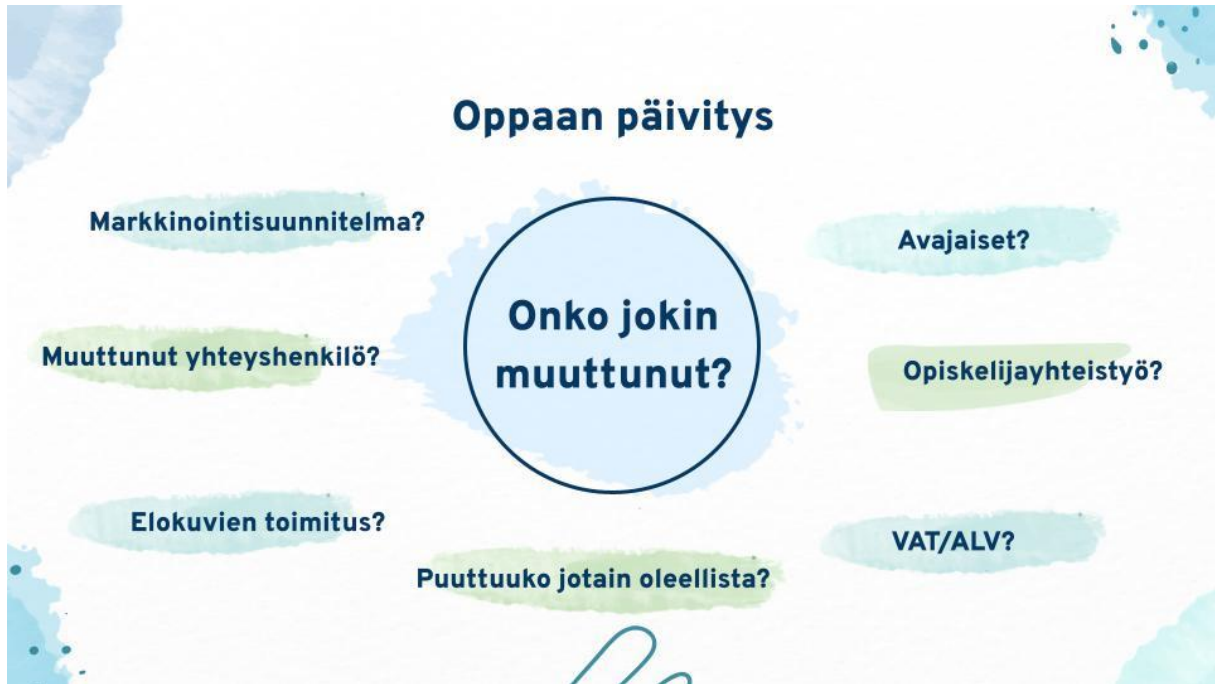 Oppaan päivitys
Markkinointisuunnitelma?
Avajaiset?
Onko jokin
muuttunut?
Muuttunut yhteyshenkilö?
Opiskelijayhteistyö?
Elokuvien toimitus?
VAT/ALV?
Puuttuuko jotain oleellista?